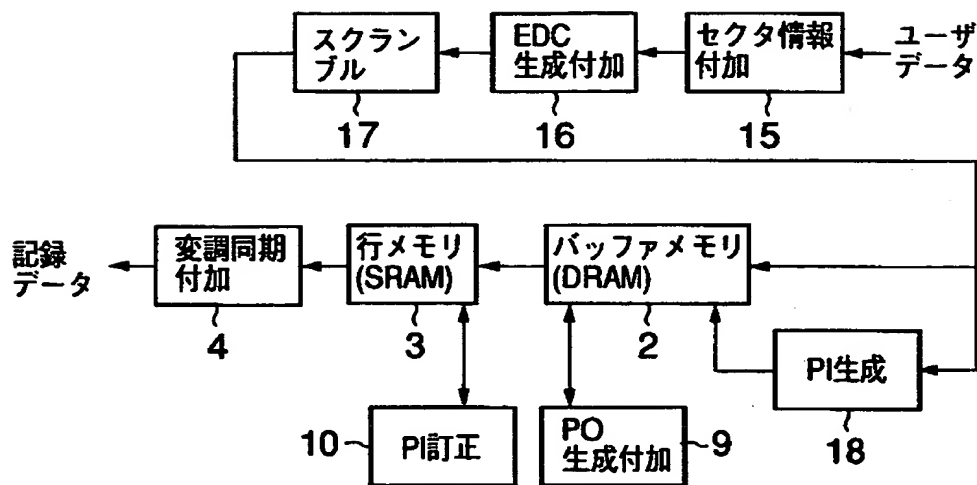 スクラン
ブル
17
EDC
生成付加
16
セクタ情報
付加
15
ユーザ
データ
記録
データ
変調同期
付加
4
行メモリ
(SRAM)
3
バッファメモリ
(DRAM)
2
PI生成
18
10
PI訂正
PO
生成付加
9